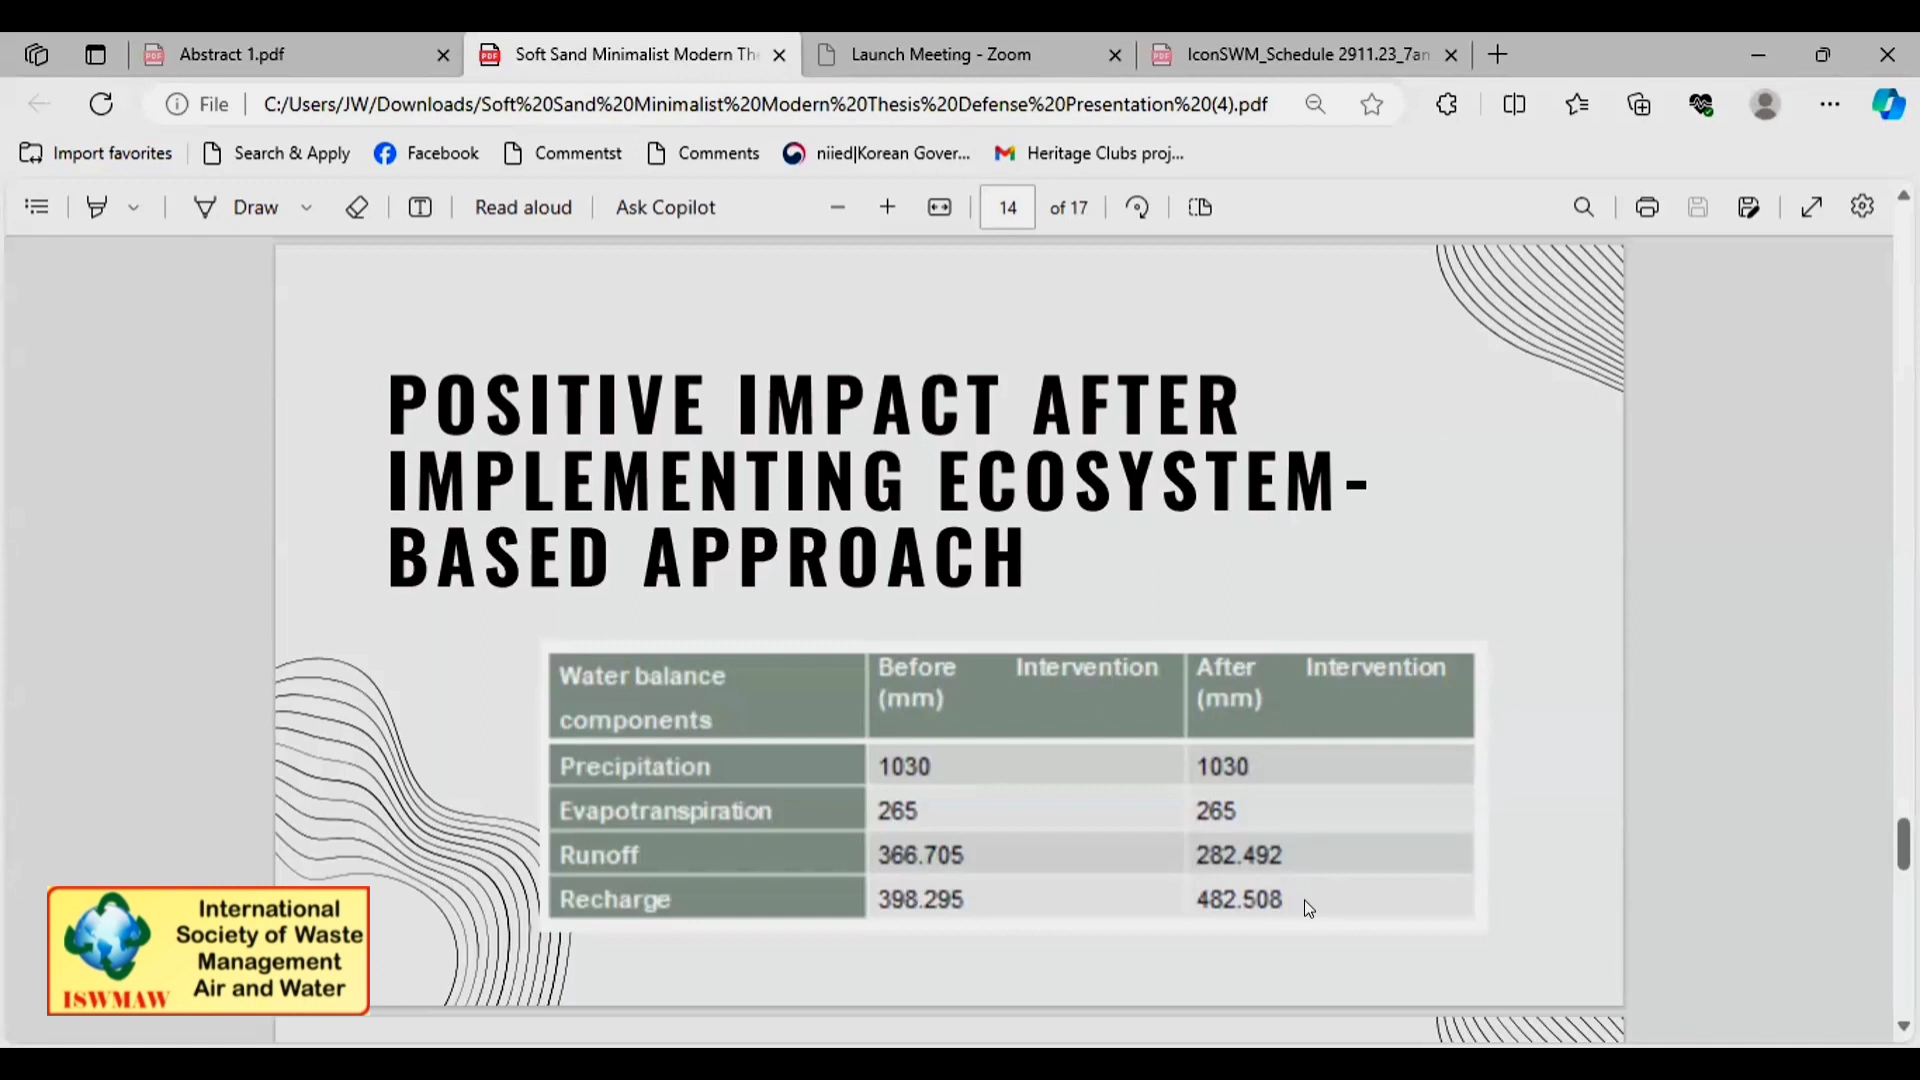 Abstract 1.pdf
Soft Sand Minimalist Modern The
Launch Meeting - Zoom
IconSWM_Schedule 2911.23_7an
File
C:/Users/JW/Downloads/Soft%20Sand%20Minimalist%20Modern%20Thesis%20Defense%20Presentation%20(4).pdf
Import favorites
Search & Apply
Facebook
Commentst
Comments
niied|Korean Gover...
Heritage Clubs proj...
Draw
Read aloud
Ask Copilot
14
of 17
POSITIVE IMPACT AFTER
IMPLEMENTING ECOSYSTEM-
BASED APPROACH
Water balance components
Before Intervention (mm)
After Intervention (mm)
Precipitation 1030 1030
Evapotranspiration 265 265
Runoff 366.705 282.492
Recharge 398.295 482.508
International
Society of Waste
Management
Air and Water
ISWMAW